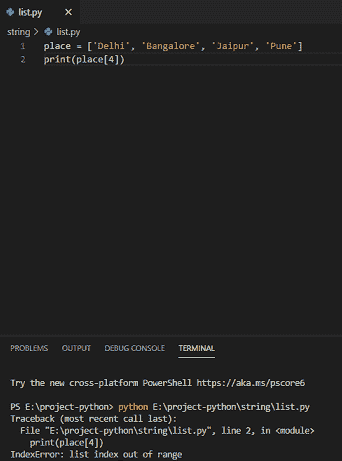 list.py
string > list.py
1 place = ['Delhi', 'Bangalore', 'Jaipur', 'Pune']
2 print(place[4])
PROBLEMS OUTPUT DEBUG CONSOLE TERMINAL
Try the new cross-platform PowerShell https://aka.ms/pscore6
PS E:\project-python> python E:\project-python\string\list.py
Traceback (most recent call last):
File "E:\project-python\string\list.py", line 2, in <module>
print(place[4])
IndexError: list index out of range